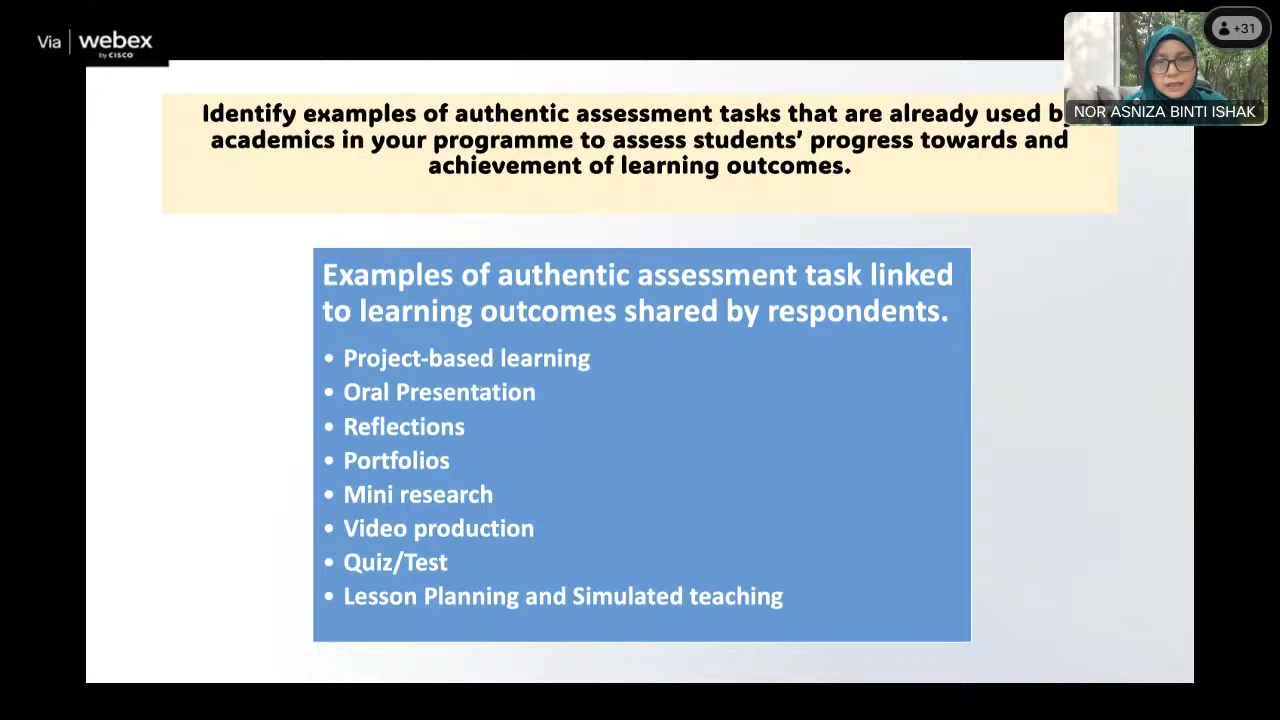 Via webex
by CISCO
+31
NOR ASNIZA BINTI ISHAK
Identify examples of authentic assessment tasks that are already used b
academics in your programme to assess students’ progress towards and
achievement of learning outcomes.
Examples of authentic assessment task linked
to learning outcomes shared by respondents.
• Project-based learning
• Oral Presentation
• Reflections
• Portfolios
• Mini research
• Video production
• Quiz/Test
• Lesson Planning and Simulated teaching